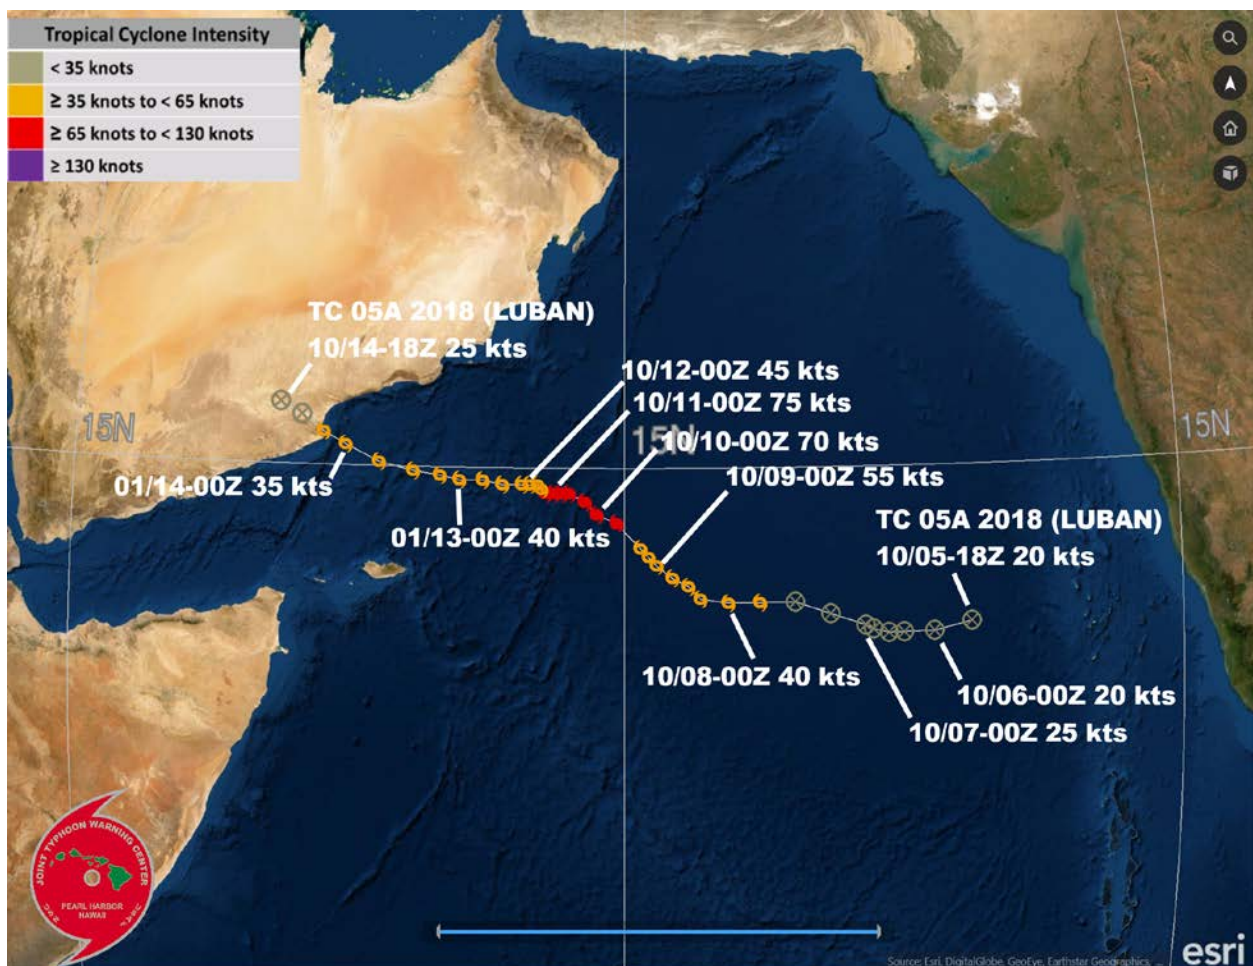 Tropical Cyclone Intensity
< 35 knots
≥ 35 knots to < 65 knots
≥ 65 knots to < 130 knots
≥ 130 knots
TC 05A 2018 (LUBAN)
10/14-18Z 25 kts
10/12-00Z 45 kts
10/11-00Z 75 kts
15N
15N
15N
10/10-00Z 70 kts
10/09-00Z 55 kts
01/14-00Z 35 kts
01/13-00Z 40 kts
TC 05A 2018 (LUBAN)
10/05-18Z 20 kts
10/08-00Z 40 kts
10/06-00Z 20 kts
10/07-00Z 25 kts
JOINT TYPHOON WARNING CENTER
PEARL HARBOR
HAWAII
esri
Source: Esri, DigitalGlobe, GeoEye, Earthstar Geographics, ...